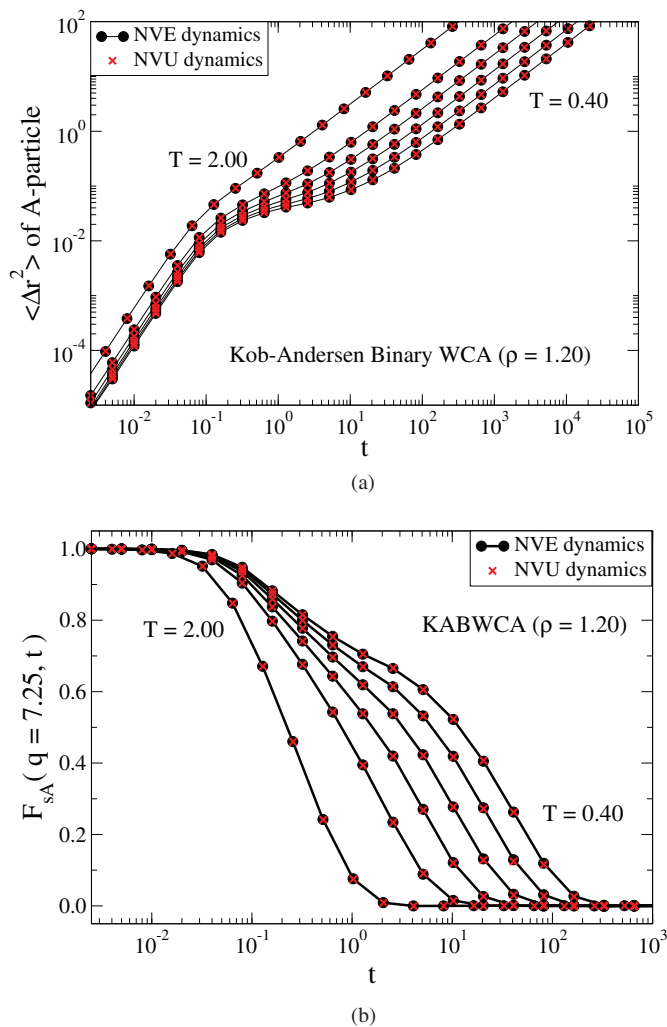 10^2
NVE dynamics
NVU dynamics
T = 0.40
10^0
T = 2.00
<Δr^2> of A-particle
10^-2
10^-4
Kob-Andersen Binary WCA (ρ = 1.20)
10^-2 10^-1 10^0 10^1 10^2 10^3 10^4 10^5
t
(a)
1.0
NVE dynamics
NVU dynamics
0.8
T = 2.00
KABWCA (ρ = 1.20)
F_sA( q = 7.25, t )
0.6
0.4
T = 0.40
0.2
0.0
10^-2 10^-1 10^0 10^1 10^2 10^3
t
(b)